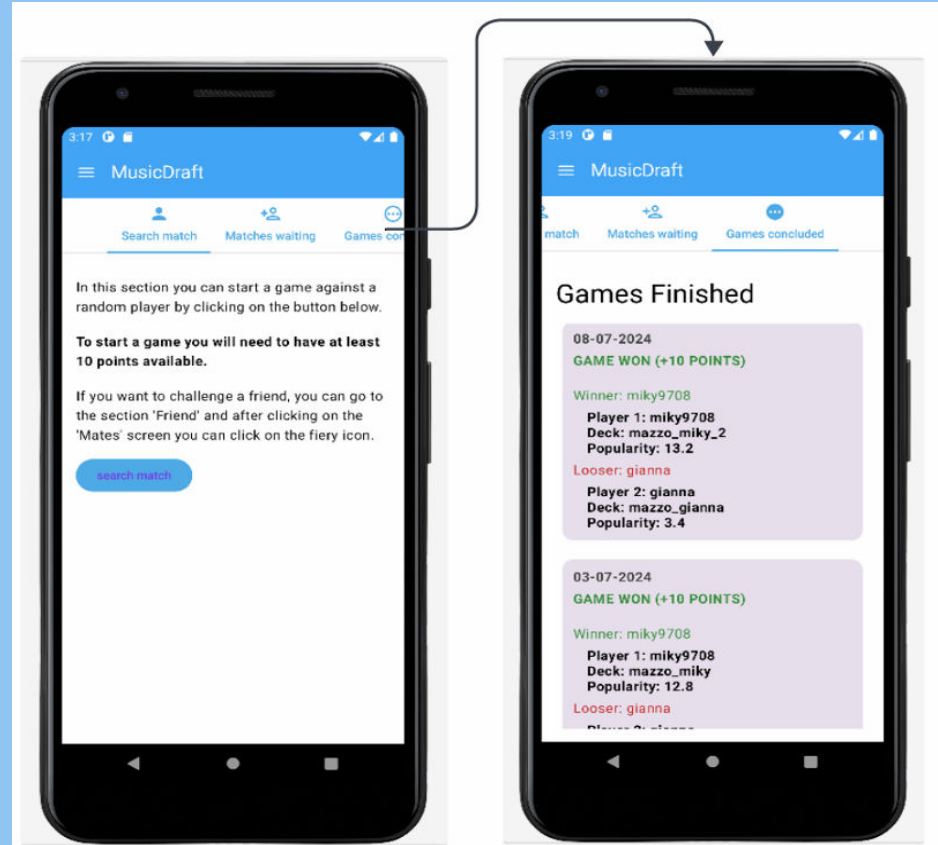 3:17
MusicDraft
Search match
Matches waiting
Games con
In this section you can start a game against a
random player by clicking on the button below.
To start a game you will need to have at least
10 points available.
If you want to challenge a friend, you can go to
the section 'Friend' and after clicking on the
'Mates' screen you can click on the fiery icon.
search match
3:19
MusicDraft
match
Matches waiting
Games concluded
Games Finished
08-07-2024
GAME WON (+10 POINTS)
Winner: miky9708
Player 1: miky9708
Deck: mazzo_miky_2
Popularity: 13.2
Looser: gianna
Player 2: gianna
Deck: mazzo_gianna
Popularity: 3.4
03-07-2024
GAME WON (+10 POINTS)
Winner: miky9708
Player 1: miky9708
Deck: mazzo_miky
Popularity: 12.8
Looser: gianna
Player 2: gianna